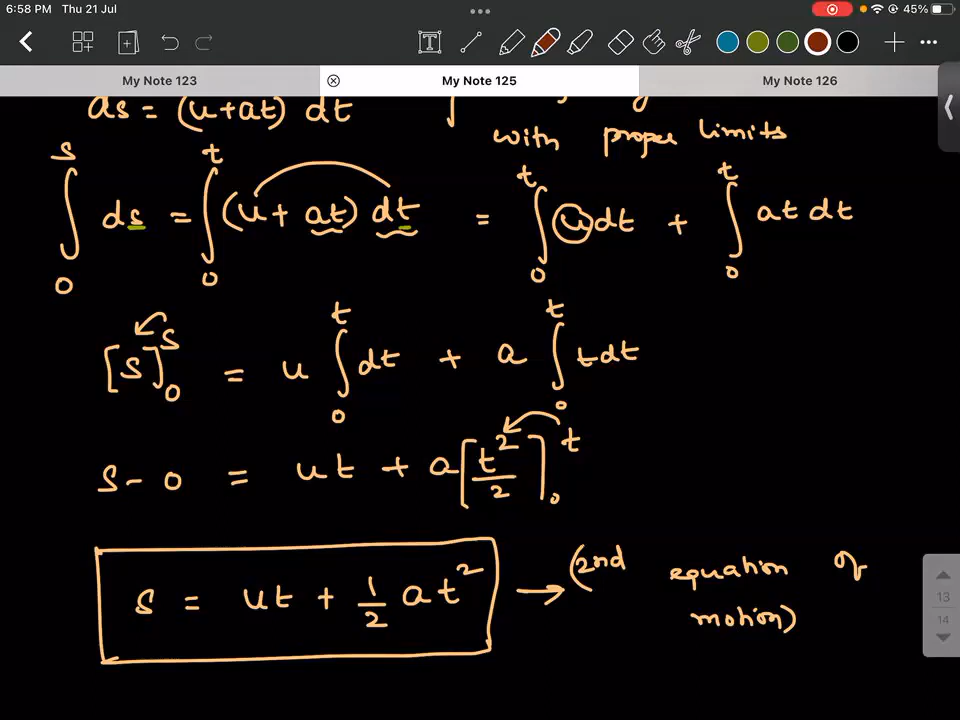 6:58 PM Thu 21 Jul
45%
My Note 123
My Note 125
My Note 126
ds = (u+at) dt
with proper limits
∫₀ˢ ds = ∫₀ᵗ (u + at) dt = ∫₀ᵗ u dt + ∫₀ᵗ at dt
[s]₀ˢ = u ∫₀ᵗ dt + a ∫₀ᵗ t dt
s - 0 = ut + a[t²/2]₀ᵗ
s = ut + 1/2 at² → (2nd equation of
motion)
13
14